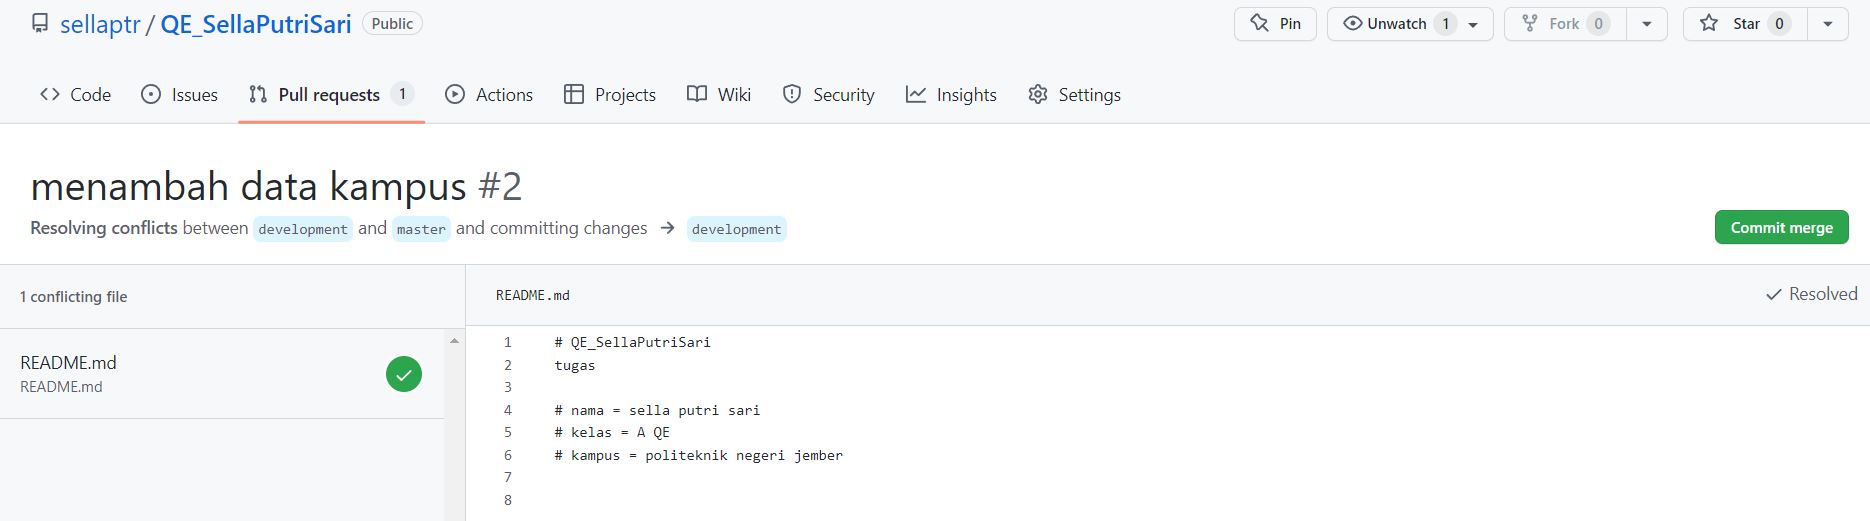 sellaptr / QE_SellaPutriSari Public
Pin
Unwatch 1
Fork 0
Star 0
Code
Issues
Pull requests 1
Actions
Projects
Wiki
Security
Insights
Settings
menambah data kampus #2
Resolving conflicts between development and master and committing changes → development
Commit merge
1 conflicting file
README.md
README.md
README.md
Resolved
1 # QE_SellaPutriSari
2 tugas
3
4 # nama = sella putri sari
5 # kelas = A QE
6 # kampus = politeknik negeri jember
7
8